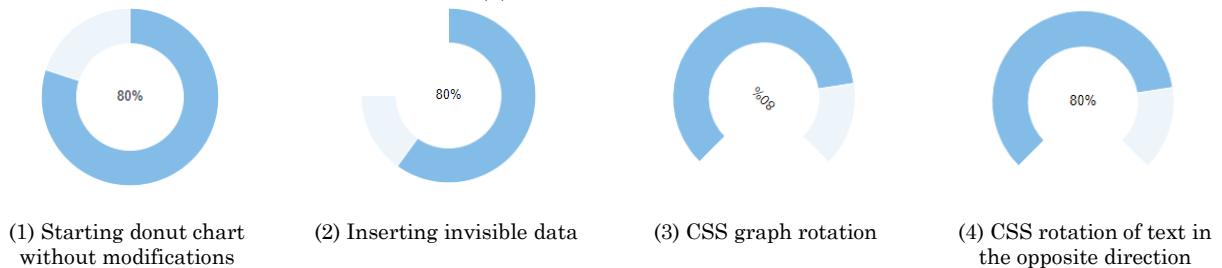 80%
80%
80%
80%
(1) Starting donut chart
without modifications
(2) Inserting invisible data
(3) CSS graph rotation
(4) CSS rotation of text in
the opposite direction